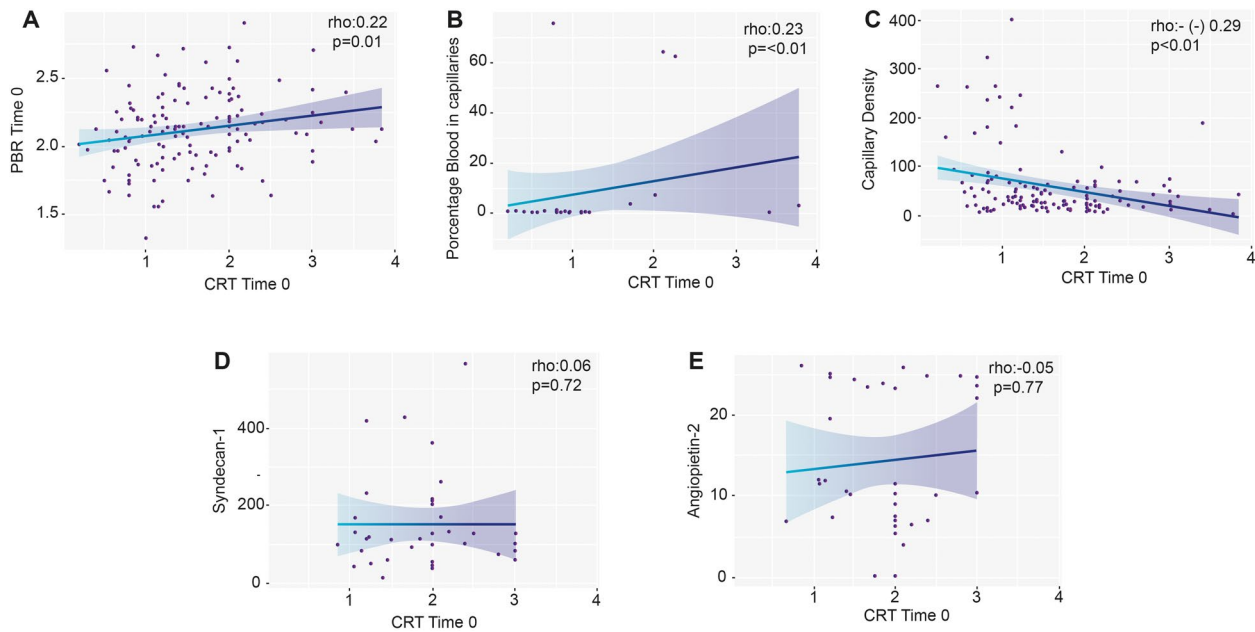 A
rho:0.22
p=0.01
2.5
2.0
1.5
PBR Time 0
1 2 3 4
CRT Time 0
B
rho:0.23
p=<0.01
60
40
20
0
Porcentage Blood in capillaries
1 2 3 4
CRT Time 0
C
rho:- (-) 0.29
p<0.01
400
300
200
100
0
Capillary Density
1 2 3 4
CRT Time 0
D
rho:0.06
p=0.72
400
-
200
0
Syndecan-1
1 2 3 4
CRT Time 0
E
rho:-0.05
p=0.77
20
10
0
Angiopietin-2
1 2 3 4
CRT Time 0